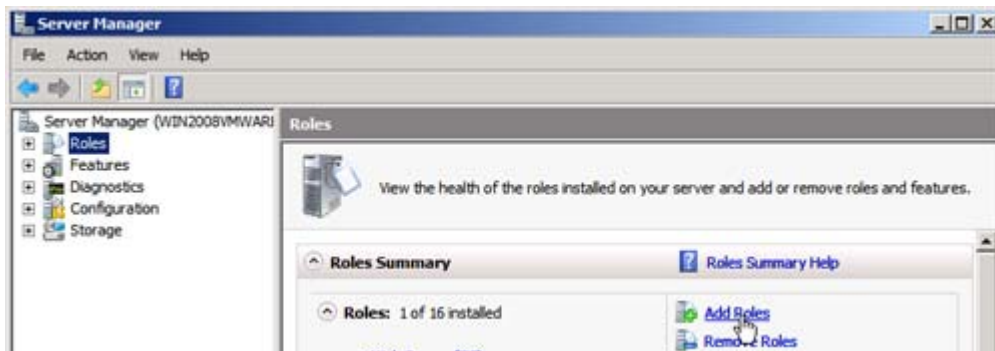 Server Manager
File Action View Help
Server Manager (WIN2008VMWAR
Roles
Features
Diagnostics
Configuration
Storage
Roles
View the health of the roles installed on your server and add or remove roles and features.
Roles Summary
Roles Summary Help
Roles: 1 of 16 installed
Add Roles
Remove Roles